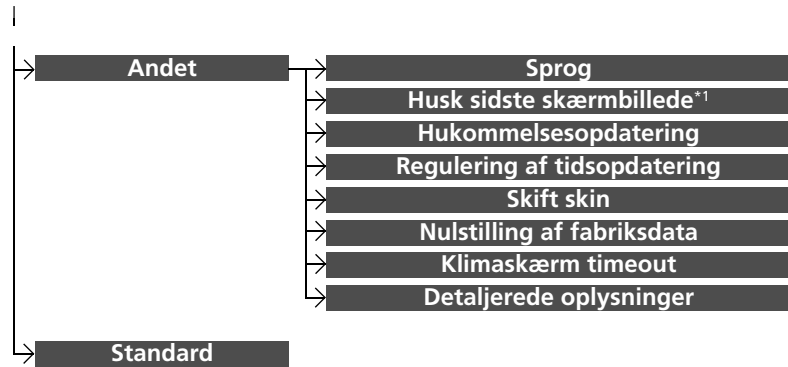 Andet
Sprog
Husk sidste skærmbillede*1
Hukommelsesopdatering
Regulering af tidsopdatering
Skift skin
Nulstilling af fabriksdata
Klimaskærm timeout
Detaljerede oplysninger
Standard